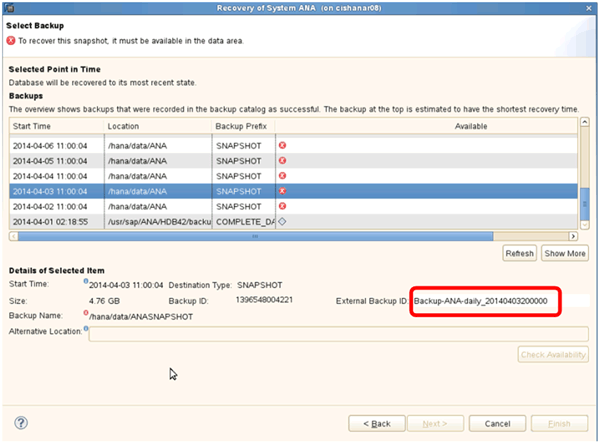 Recovery of System ANA (on cishanar08)
Select Backup
To recover this snapshot, it must be available in the data area.
Selected Point in Time
Database will be recovered to its most recent state.
Backups
The overview shows backups that were recorded in the backup catalog as successful. The backup at the top is estimated to have the shortest recovery time.
Start Time Location Backup Prefix Available
2014-04-06 11:00:04 /hana/data/ANA SNAPSHOT
2014-04-05 11:00:04 /hana/data/ANA SNAPSHOT
2014-04-04 11:00:04 /hana/data/ANA SNAPSHOT
2014-04-03 11:00:04 /hana/data/ANA SNAPSHOT
2014-04-02 11:00:04 /hana/data/ANA SNAPSHOT
2014-04-01 02:18:55 /usr/sap/ANA/HDB42/backu COMPLETE_DA
Refresh Show More
Details of Selected Item
Start Time: 2014-04-03 11:00:04 Destination Type: SNAPSHOT
Size: 4.76 GB Backup ID: 1396548004221 External Backup ID: Backup-ANA-daily_20140403200000
Backup Name: /hana/data/ANASNAPSHOT
Alternative Location:
Check Availability
? < Back Next > Cancel Finish